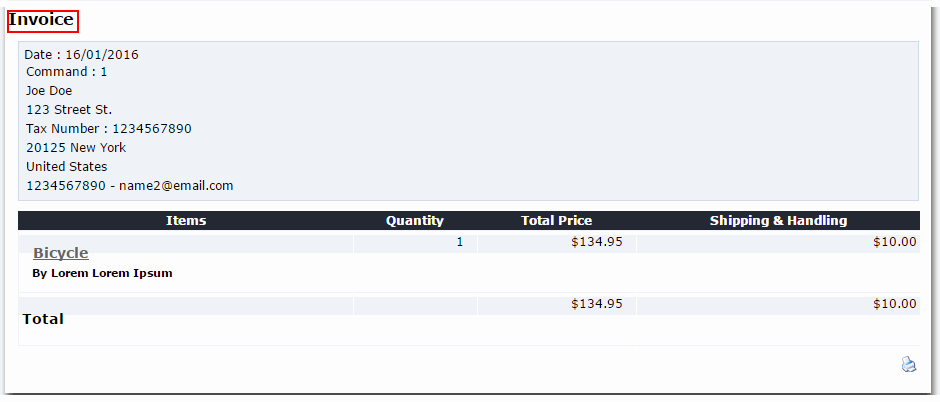 Invoice
Date : 16/01/2016
Command : 1
Joe Doe
123 Street St.
Tax Number : 1234567890
20125 New York
United States
1234567890 - name2@email.com
Items Quantity Total Price Shipping & Handling
Bicycle 1 $134.95 $10.00
By Lorem Lorem Ipsum
Total $134.95 $10.00